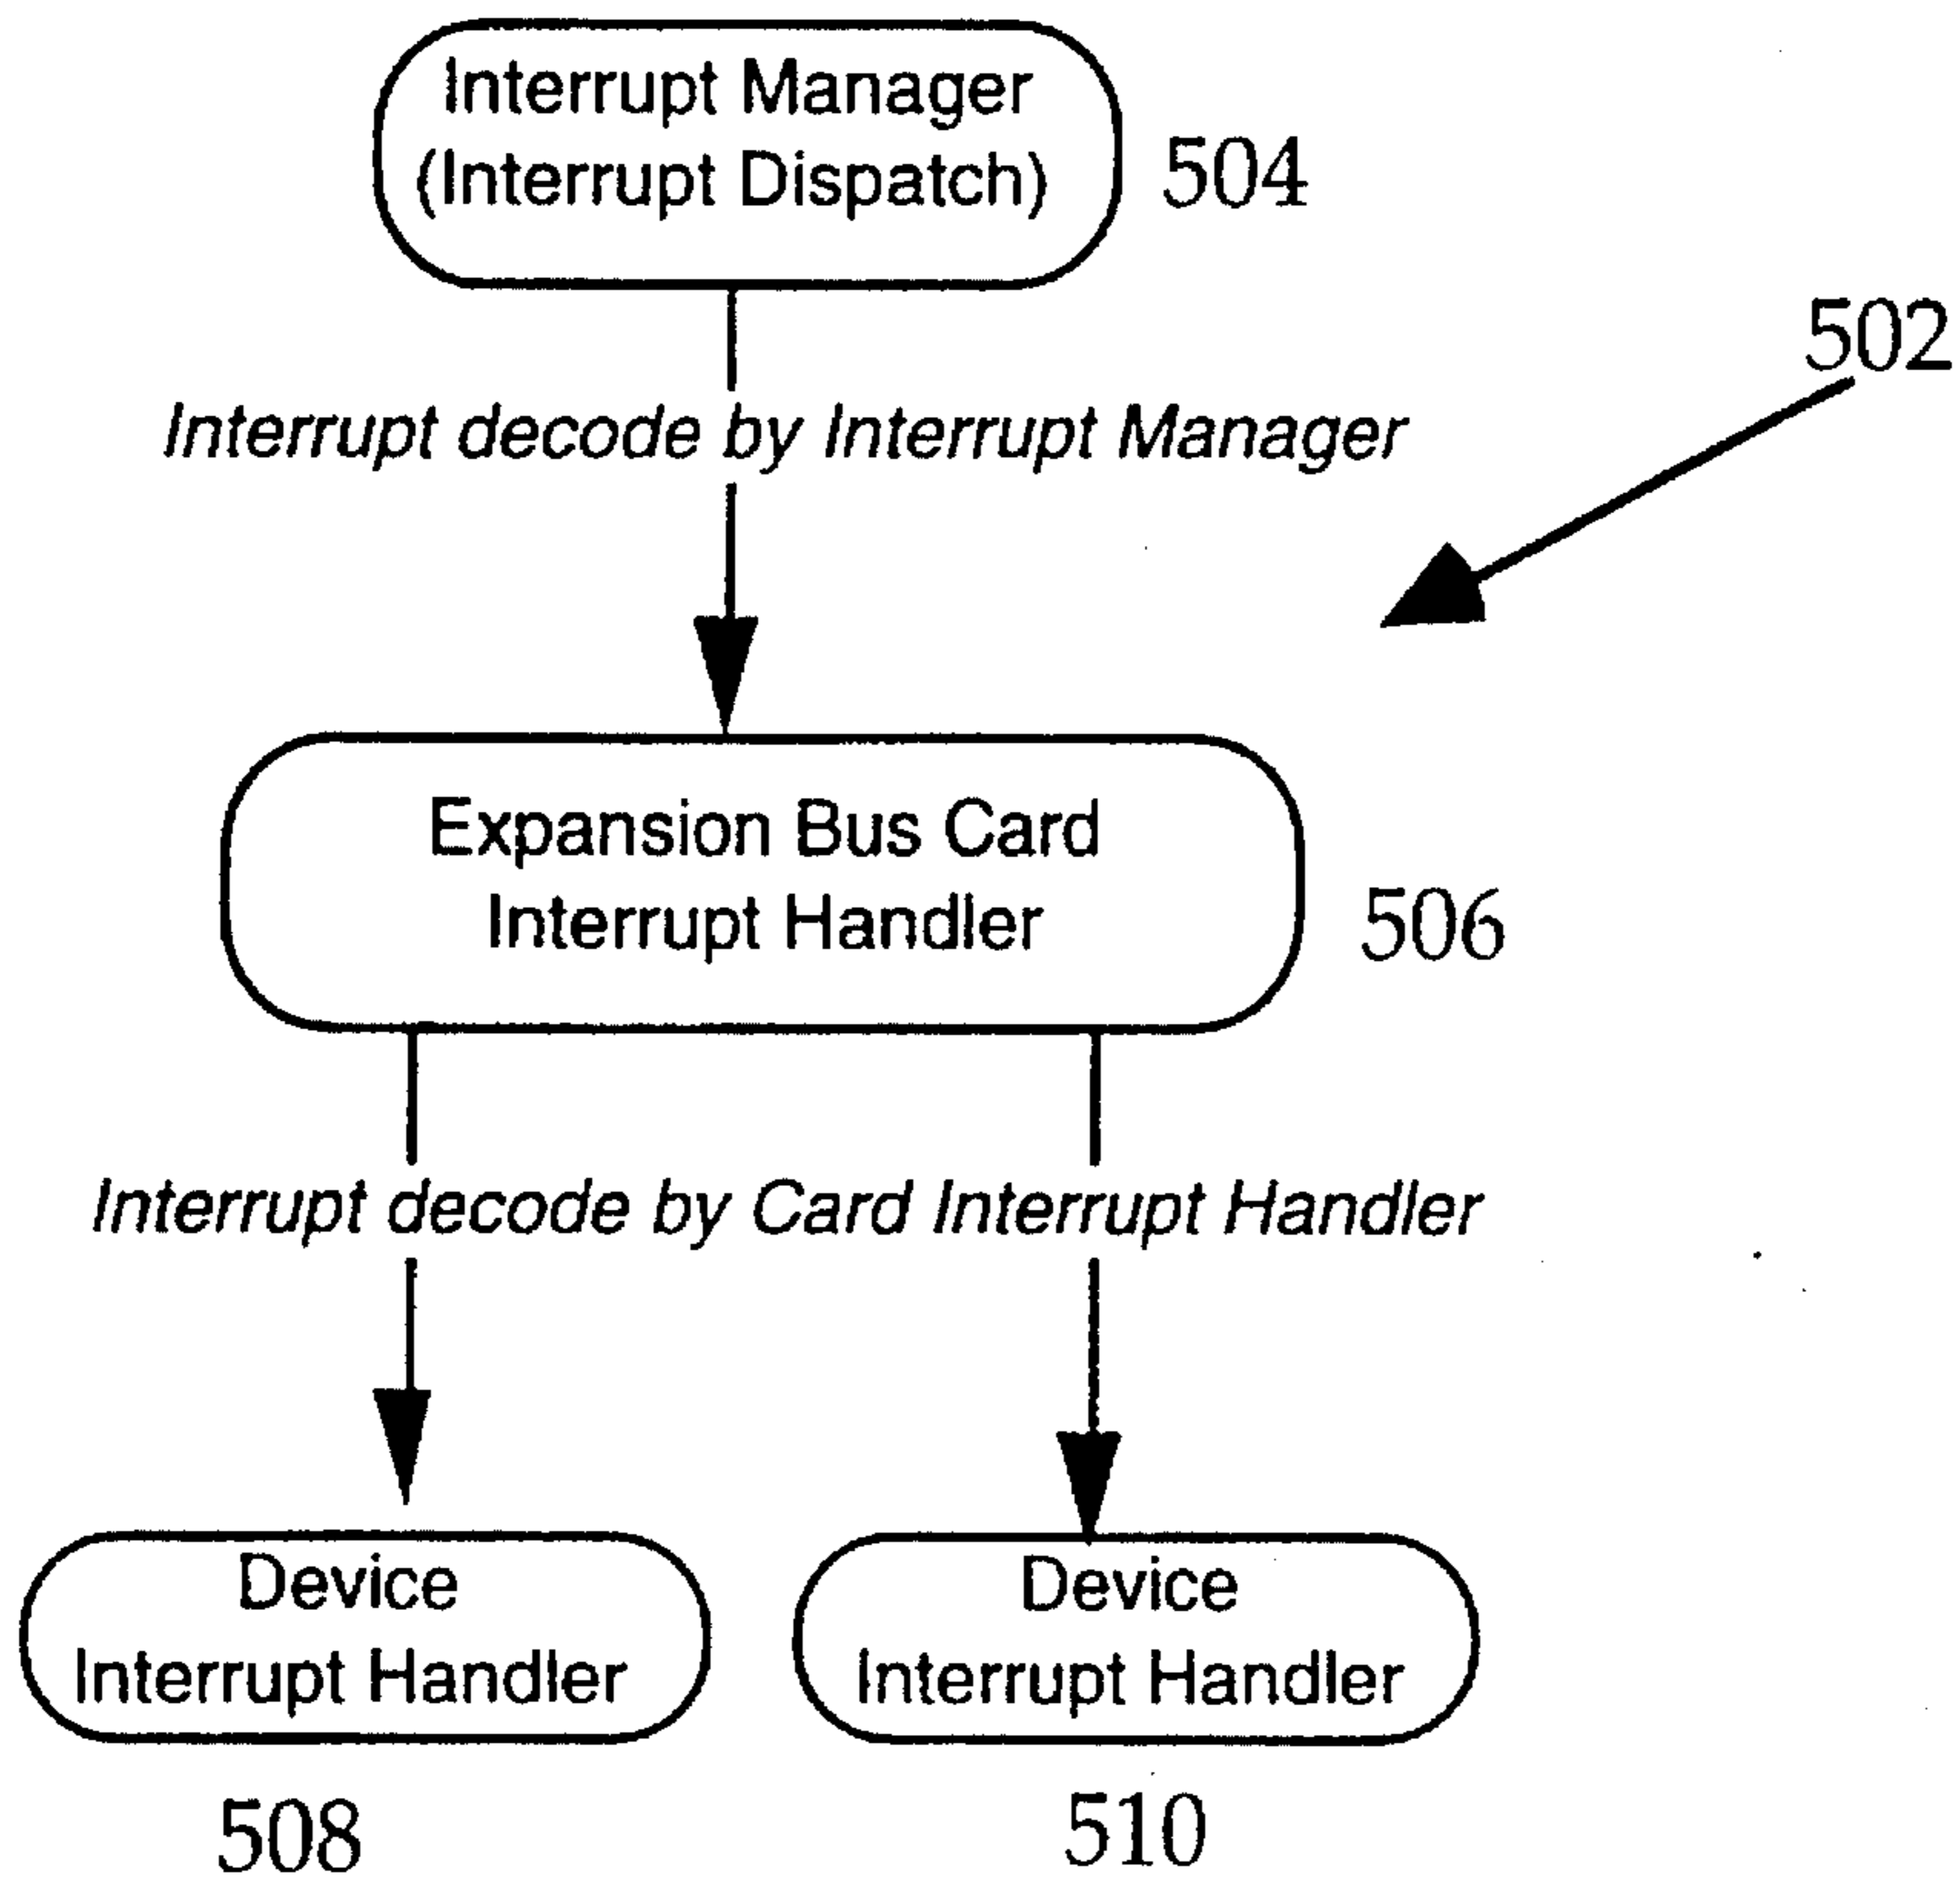 Interrupt Manager
(Interrupt Dispatch)
504
502
Interrupt decode by Interrupt Manager
Expansion Bus Card
Interrupt Handler
506
Interrupt decode by Card Interrupt Handler
Device
Interrupt Handler
508
Device
Interrupt Handler
510